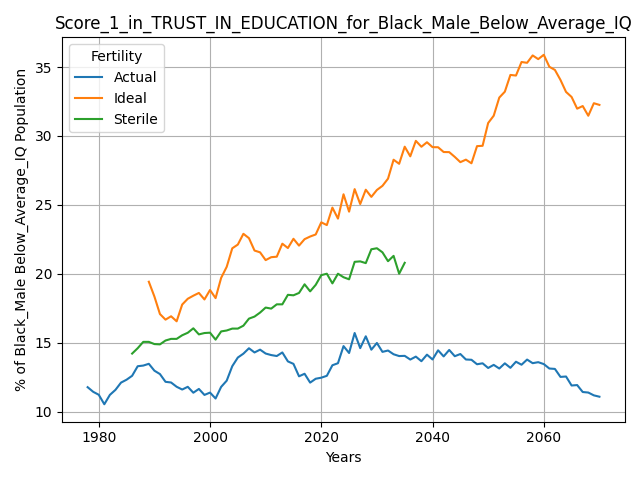 Score_1_in_TRUST_IN_EDUCATION_for_Black_Male_Below_Average_IQ
Fertility
Actual
Ideal
Sterile
% of Black_Male Below_Average_IQ Population
35
30
25
20
15
10
1980
2000
2020
2040
2060
Years